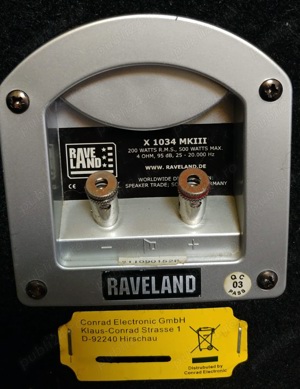 X 1034 MKIII
200 WATTS R.M.S., 500 WATTS MAX.
4 OHM, 95 dB, 25 - 20.000 Hz
RAVE LAND
WWW.RAVELAND.DE
WORLDWIDE
SPEAKER TRADE;
GERMANY
CE
− +
RAVELAND
Q C
03
PASS
Conrad Electronic GmbH
Klaus-Conrad Strasse 1
D-92240 Hirschau
Distributed by
Conrad Electronic